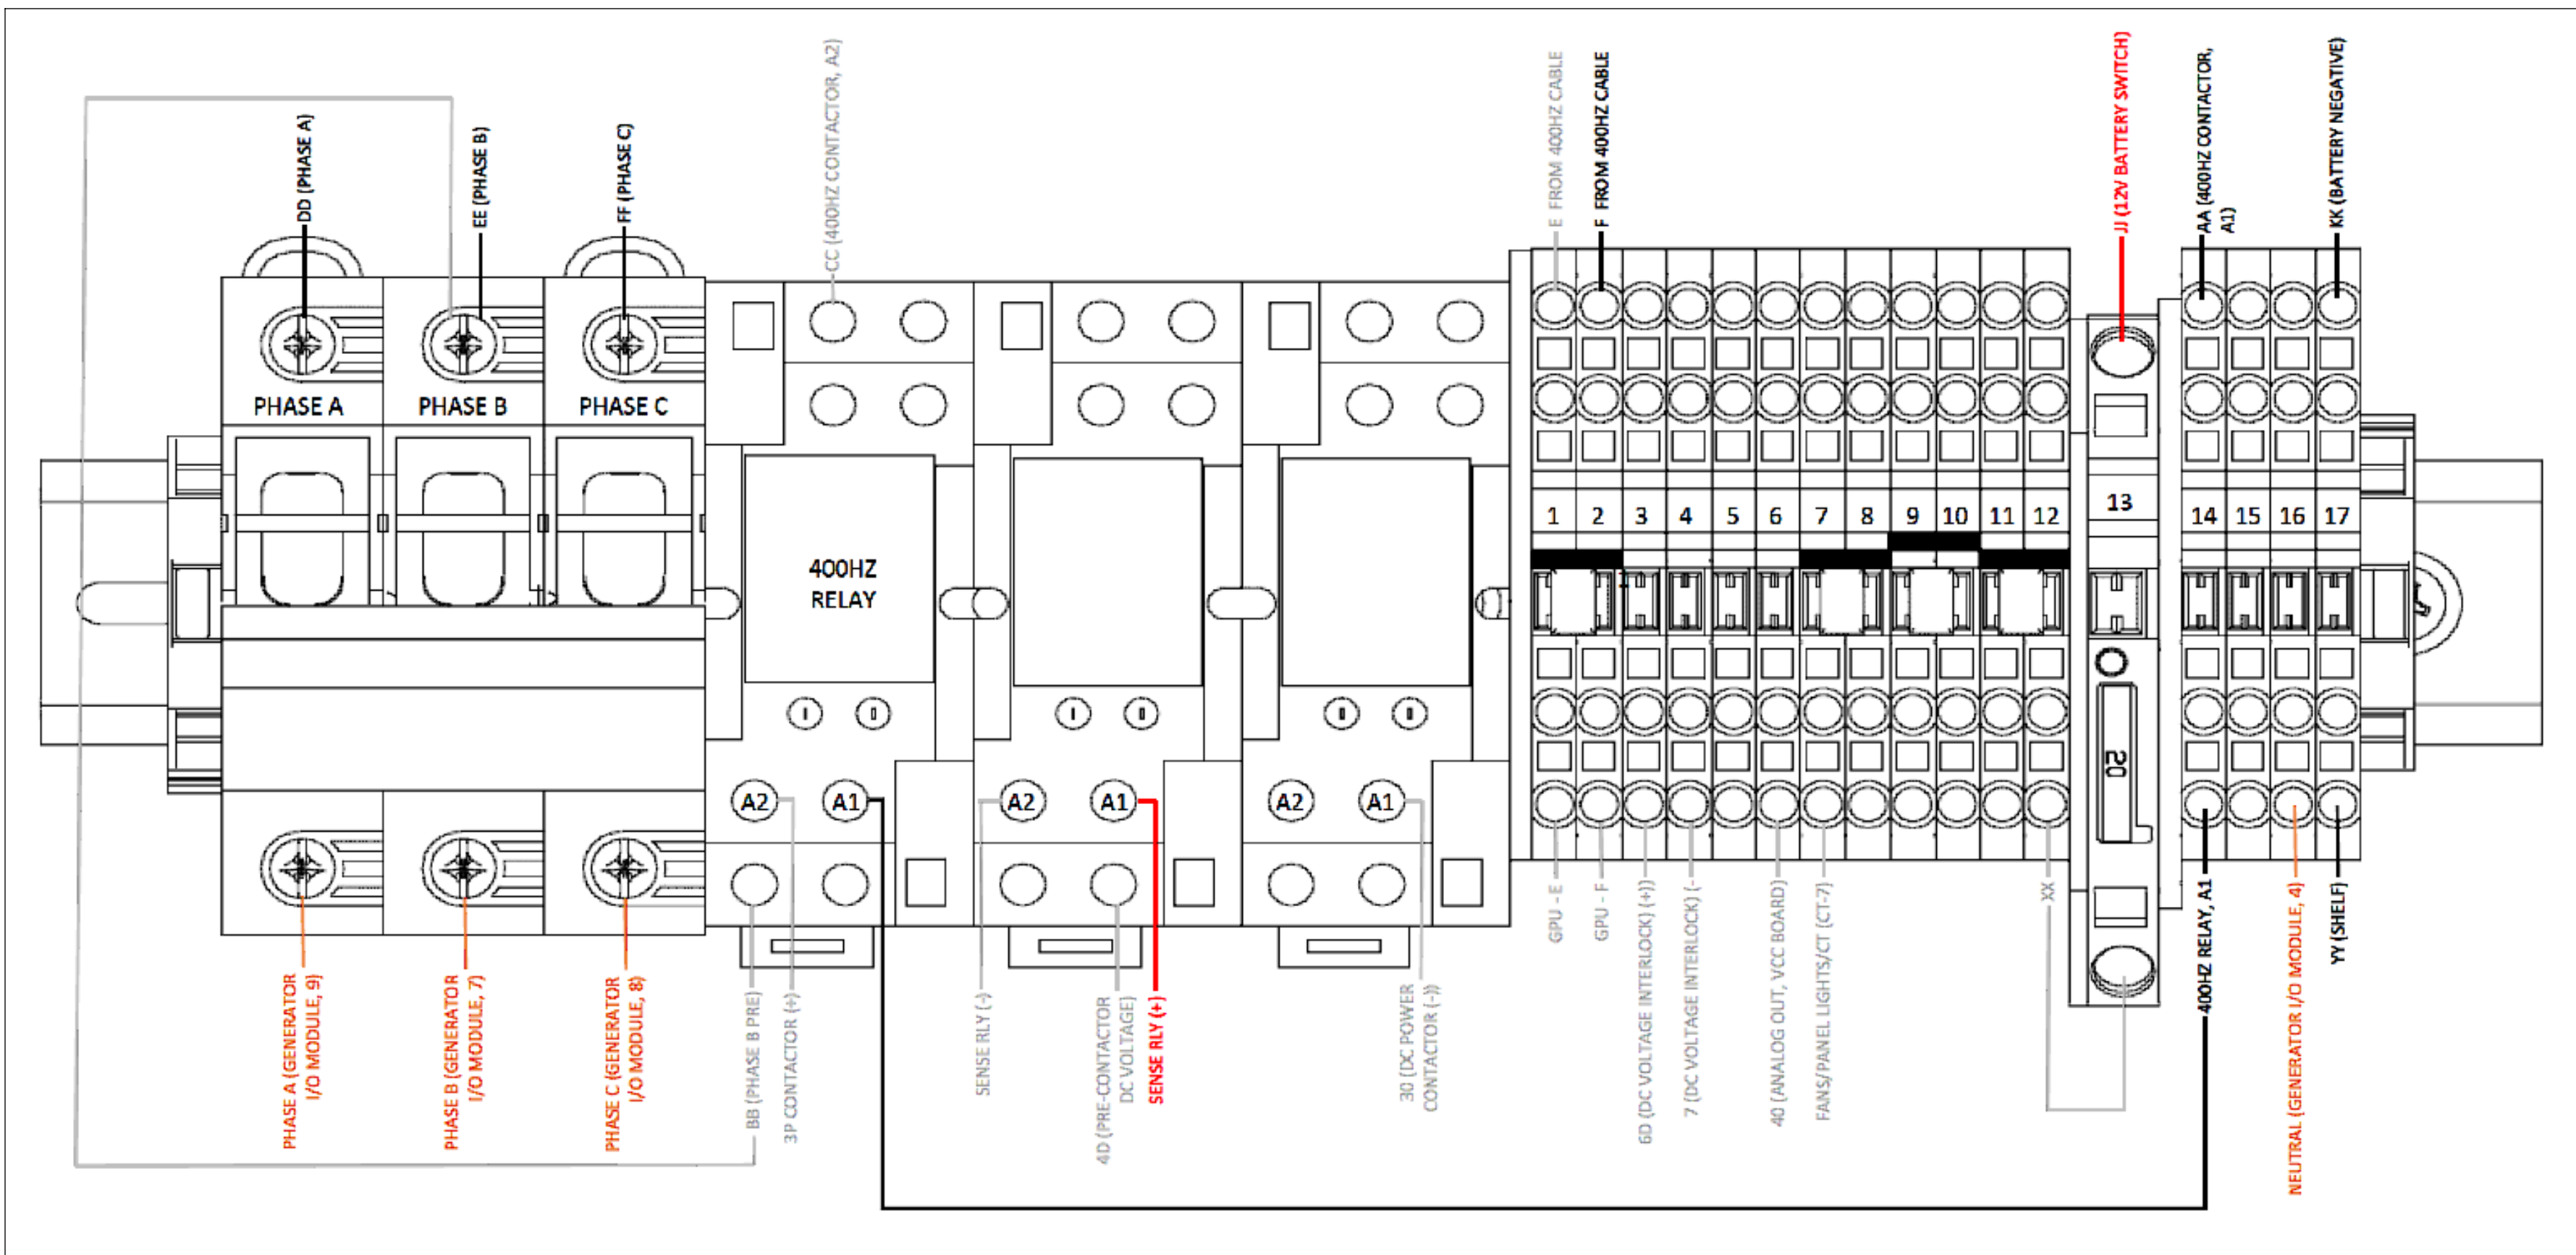 DD (PHASE A)
EE (PHASE B)
FF (PHASE C)
CC (400HZ CONTACTOR, A2)
E FROM 400HZ CABLE
F FROM 400HZ CABLE
JJ (12V BATTERY SWITCH)
AA (400HZ CONTACTOR,
A1)
KK (BATTERY NEGATIVE)
PHASE A
PHASE B
PHASE C
400HZ
RELAY
1
2
3
4
5
6
7
8
9
10
11
12
13
14
15
16
17
1
20
A2
A1
A2
A1
A2
A1
PHASE A (GENERATOR
I/O MODULE, 9)
PHASE B (GENERATOR
I/O MODULE, 7)
PHASE C (GENERATOR
I/O MODULE, 8)
BB (PHASE B PRE)
3P CONTACTOR (+)
SENSE RLY (-)
4D (PRE-CONTACTOR
DC VOLTAGE)
SENSE RLY (+)
30 (DC POWER
CONTACTOR (-))
GPU - E
GPU - F
6D (DC VOLTAGE INTERLOCK) (+))
7 (DC VOLTAGE INTERLOCK) (-
40 (ANALOG OUT, VCC BOARD)
FANS/PANEL LIGHTS/CT (CT-7)
XX
400HZ RELAY, A1
NEUTRAL (GENERATOR I/O MODULE, 4)
YY (SHELF)